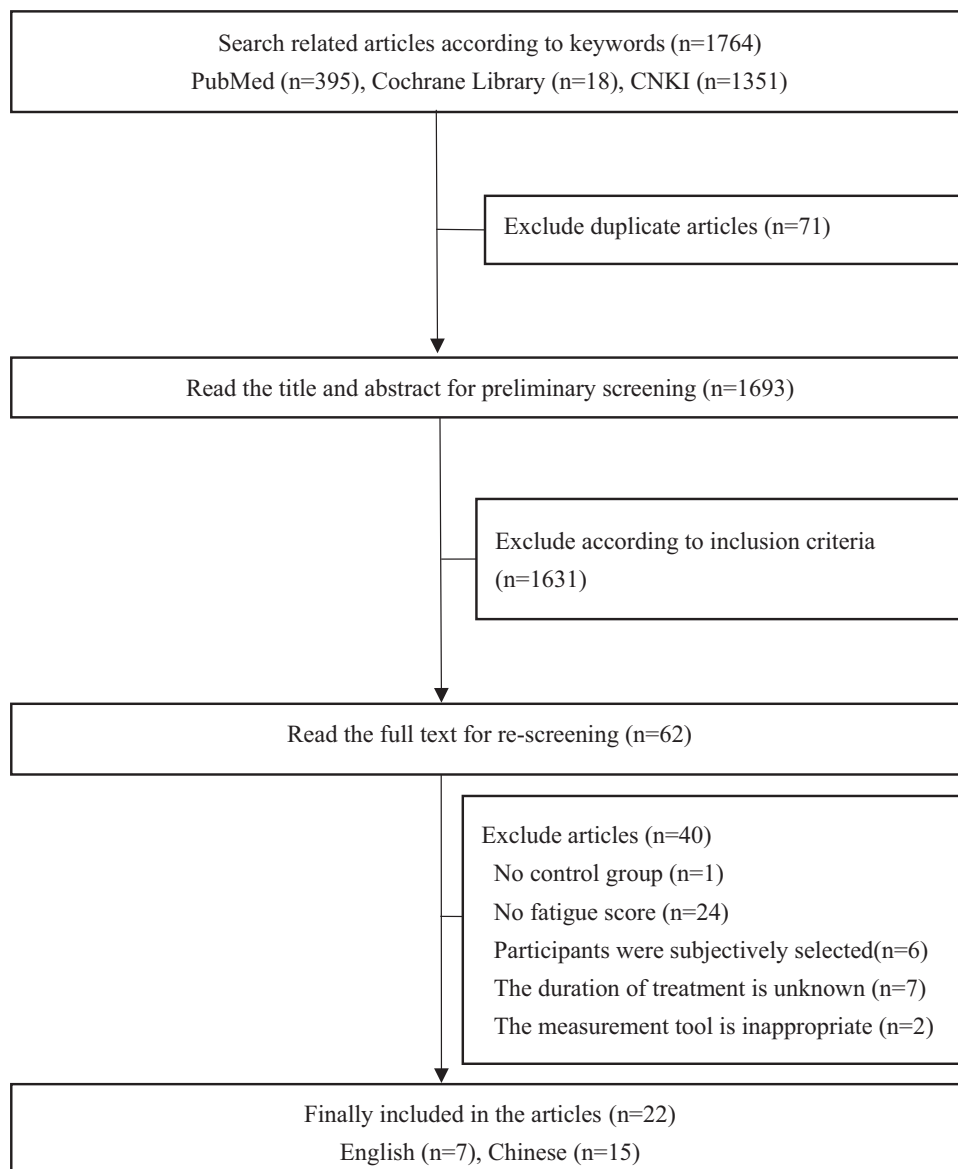 Search related articles according to keywords (n=1764)
PubMed (n=395), Cochrane Library (n=18), CNKI (n=1351)
Exclude duplicate articles (n=71)
Read the title and abstract for preliminary screening (n=1693)
Exclude according to inclusion criteria
(n=1631)
Read the full text for re-screening (n=62)
Exclude articles (n=40)
No control group (n=1)
No fatigue score (n=24)
Participants were subjectively selected(n=6)
The duration of treatment is unknown (n=7)
The measurement tool is inappropriate (n=2)
Finally included in the articles (n=22)
English (n=7), Chinese (n=15)